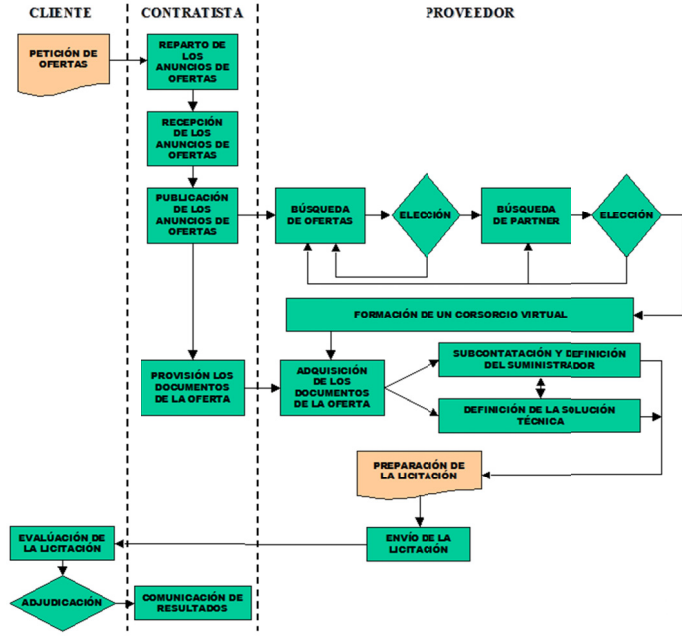 CLIENTE
CONTRATISTA
PROVEEDOR
PETICIÓN DE
OFERTAS
REPARTO DE
LOS
ANUNCIOS DE
OFERTAS
RECEPCIÓN
DE LOS
ANUNCIOS DE
OFERTAS
PUBLICACIÓN
DE LOS
ANUNCIOS DE
OFERTAS
BÚSQUEDA
DE OFERTAS
ELECCIÓN
BÚSQUEDA
DE PARTNER
ELECCIÓN
FORMACIÓN DE UN CONSORCIO VIRTUAL
PROVISIÓN LOS
DOCUMENTOS
DE LA OFERTA
ADQUISICIÓN
DE LOS
DOCUMENTOS
DE LA OFERTA
SUBCONTATACIÓN Y DEFINICIÓN
DEL SUMINISTRADOR
DEFINICIÓN DE LA SOLUCIÓN
TÉCNICA
PREPARACIÓN DE
LA LICITACIÓN
ENVÍO DE LA
LICITACIÓN
EVALÚACIÓN DE
LA LICITACIÓN
ADJUDICACIÓN
COMUNICACIÓN DE
RESULTADOS